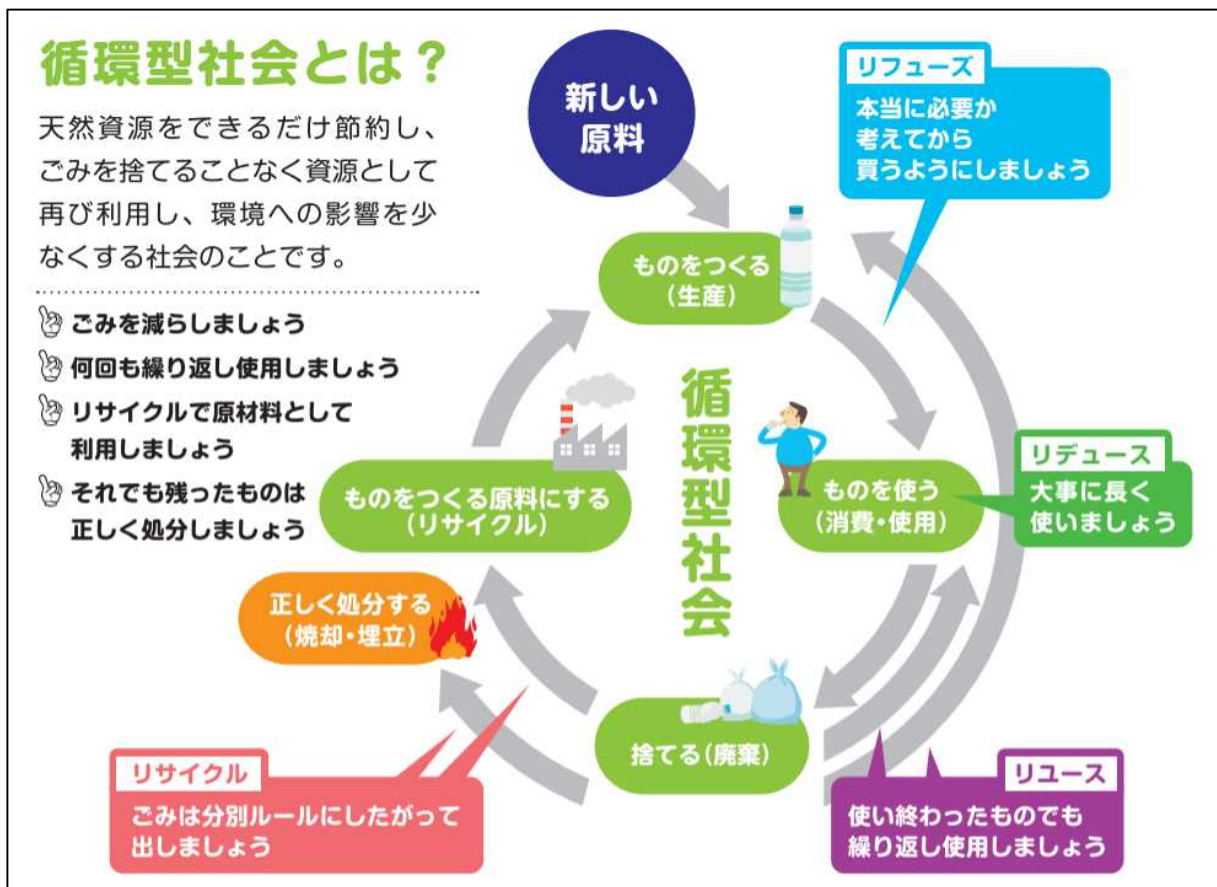 循環型社会とは？
天然資源をできるだけ節約し、
ごみを捨てることなく資源として
再び利用し、環境への影響を少
なくする社会のことです。
ごみを減らしましょう
何回も繰り返し使用しましょう
リサイクルで原材料として
利用しましょう
それでも残ったものは
正しく処分しましょう
新しい
原料
リフューズ
本当に必要か
考えてから
買うようにしましょう
ものをつくる
（生産）
循環型社会
ものを使う
（消費・使用）
リデュース
大事に長く
使いましょう
ものをつくる原料にする
（リサイクル）
正しく処分する
（焼却・埋立）
捨てる（廃棄）
リサイクル
ごみは分別ルールにしたがって
出しましょう
リユース
使い終わったものでも
繰り返し使用しましょう